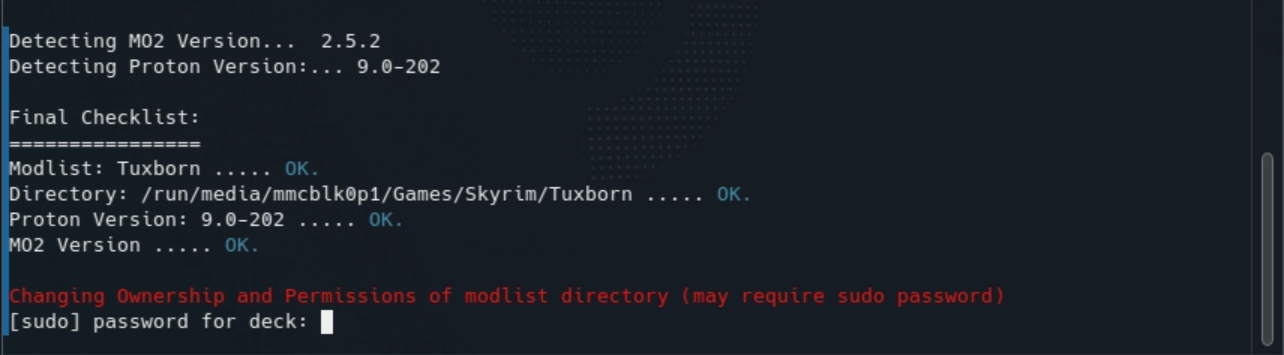 Detecting MO2 Version...  2.5.2
Detecting Proton Version:... 9.0-202
Final Checklist:
================
Modlist: Tuxborn ..... OK.
Directory: /run/media/mmcblk0p1/Games/Skyrim/Tuxborn ..... OK.
Proton Version: 9.0-202 ..... OK.
MO2 Version ..... OK.
Changing Ownership and Permissions of modlist directory (may require sudo password)
[sudo] password for deck: